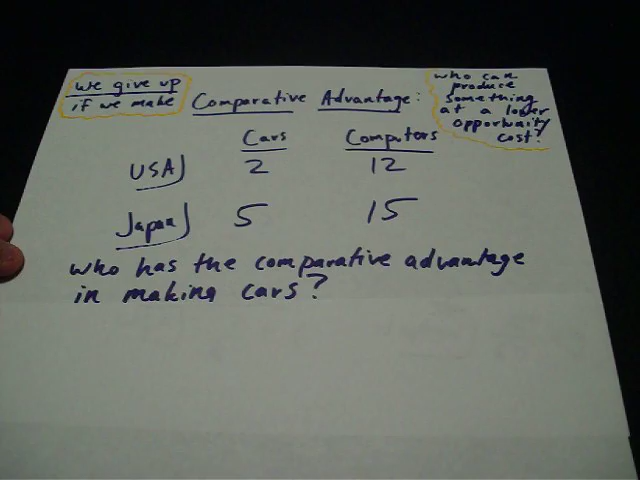 we give up
if we make
Comparative Advantage:
who can
produce
something
at a lower
opportunity
cost?
Cars Computers
USA 2 12
Japan 5 15
who has the comparative advantage
in making cars?